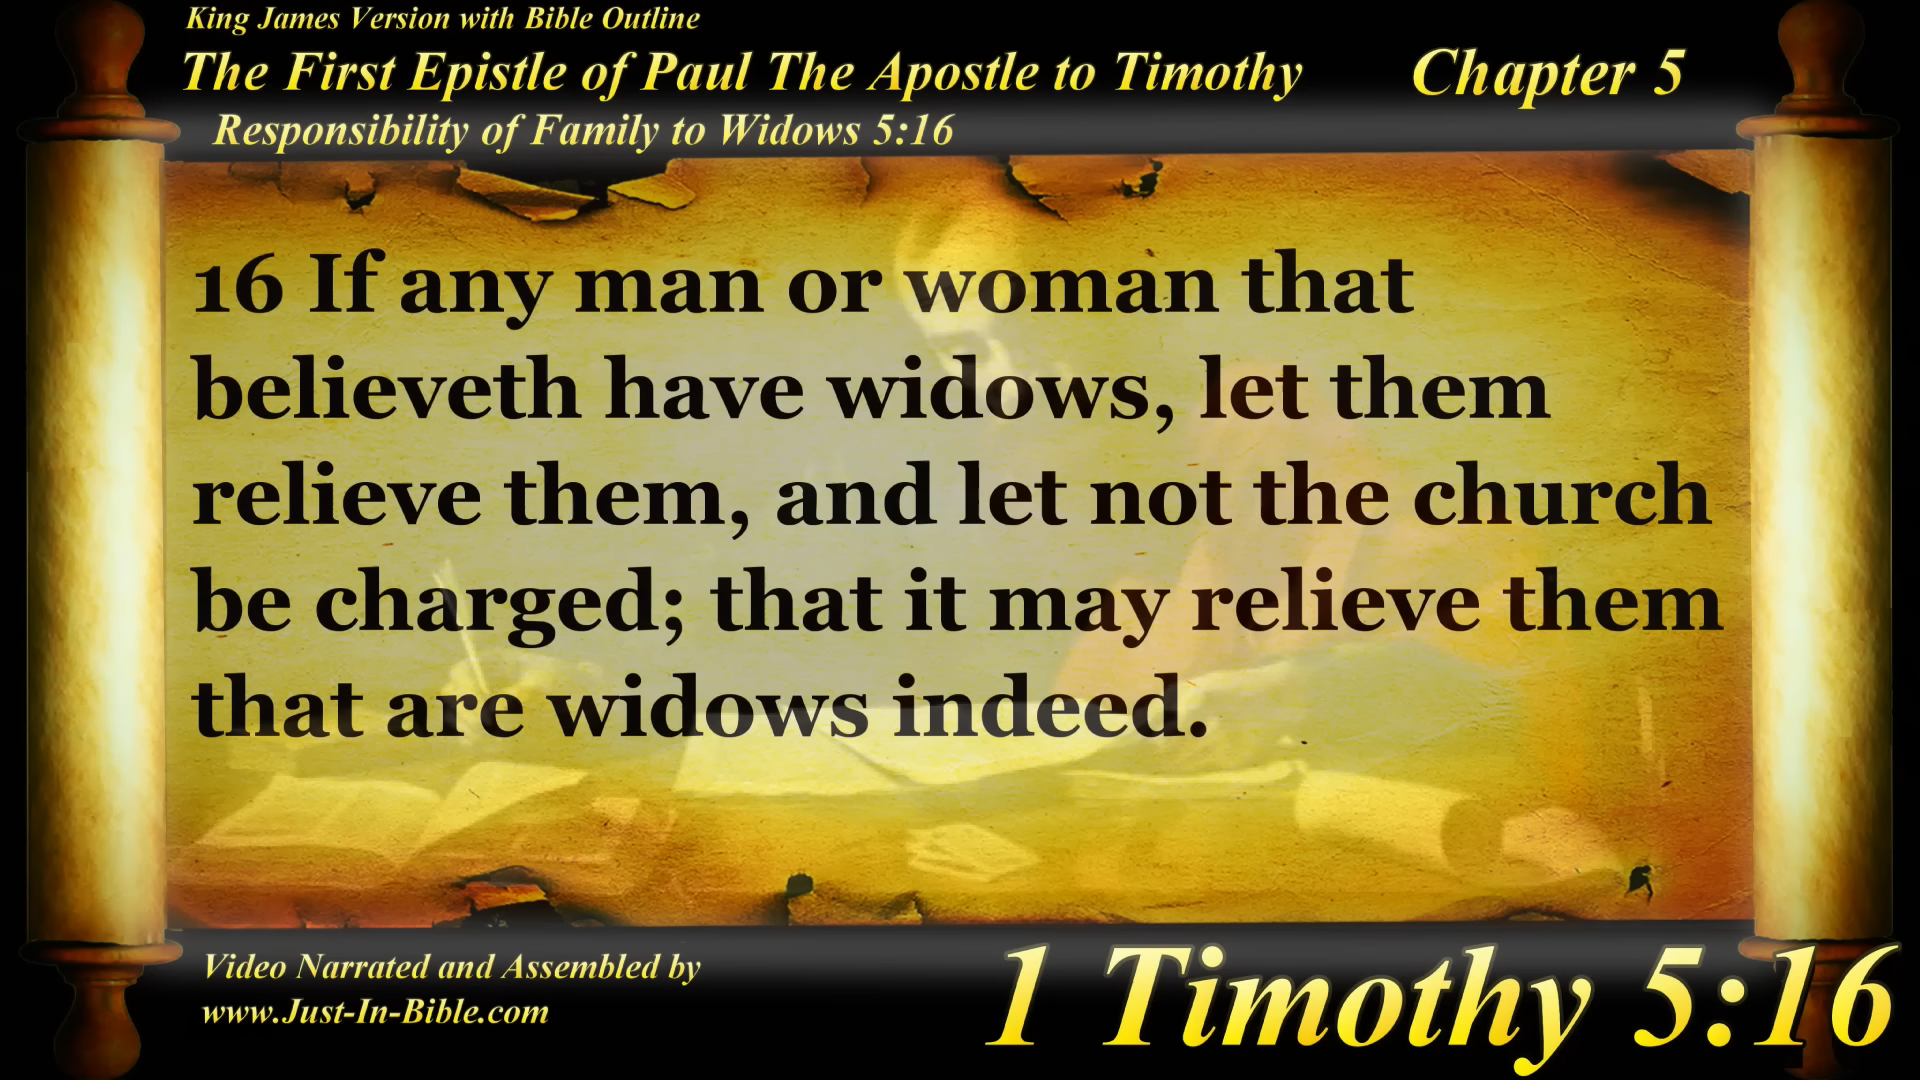 King James Version with Bible Outline
The First Epistle of Paul The Apostle to Timothy
Chapter 5
Responsibility of Family to Widows 5:16
16 If any man or woman that
believeth have widows, let them
relieve them, and let not the church
be charged; that it may relieve them
that are widows indeed.
Video Narrated and Assembled by
www.Just-In-Bible.com
1 Timothy 5:16